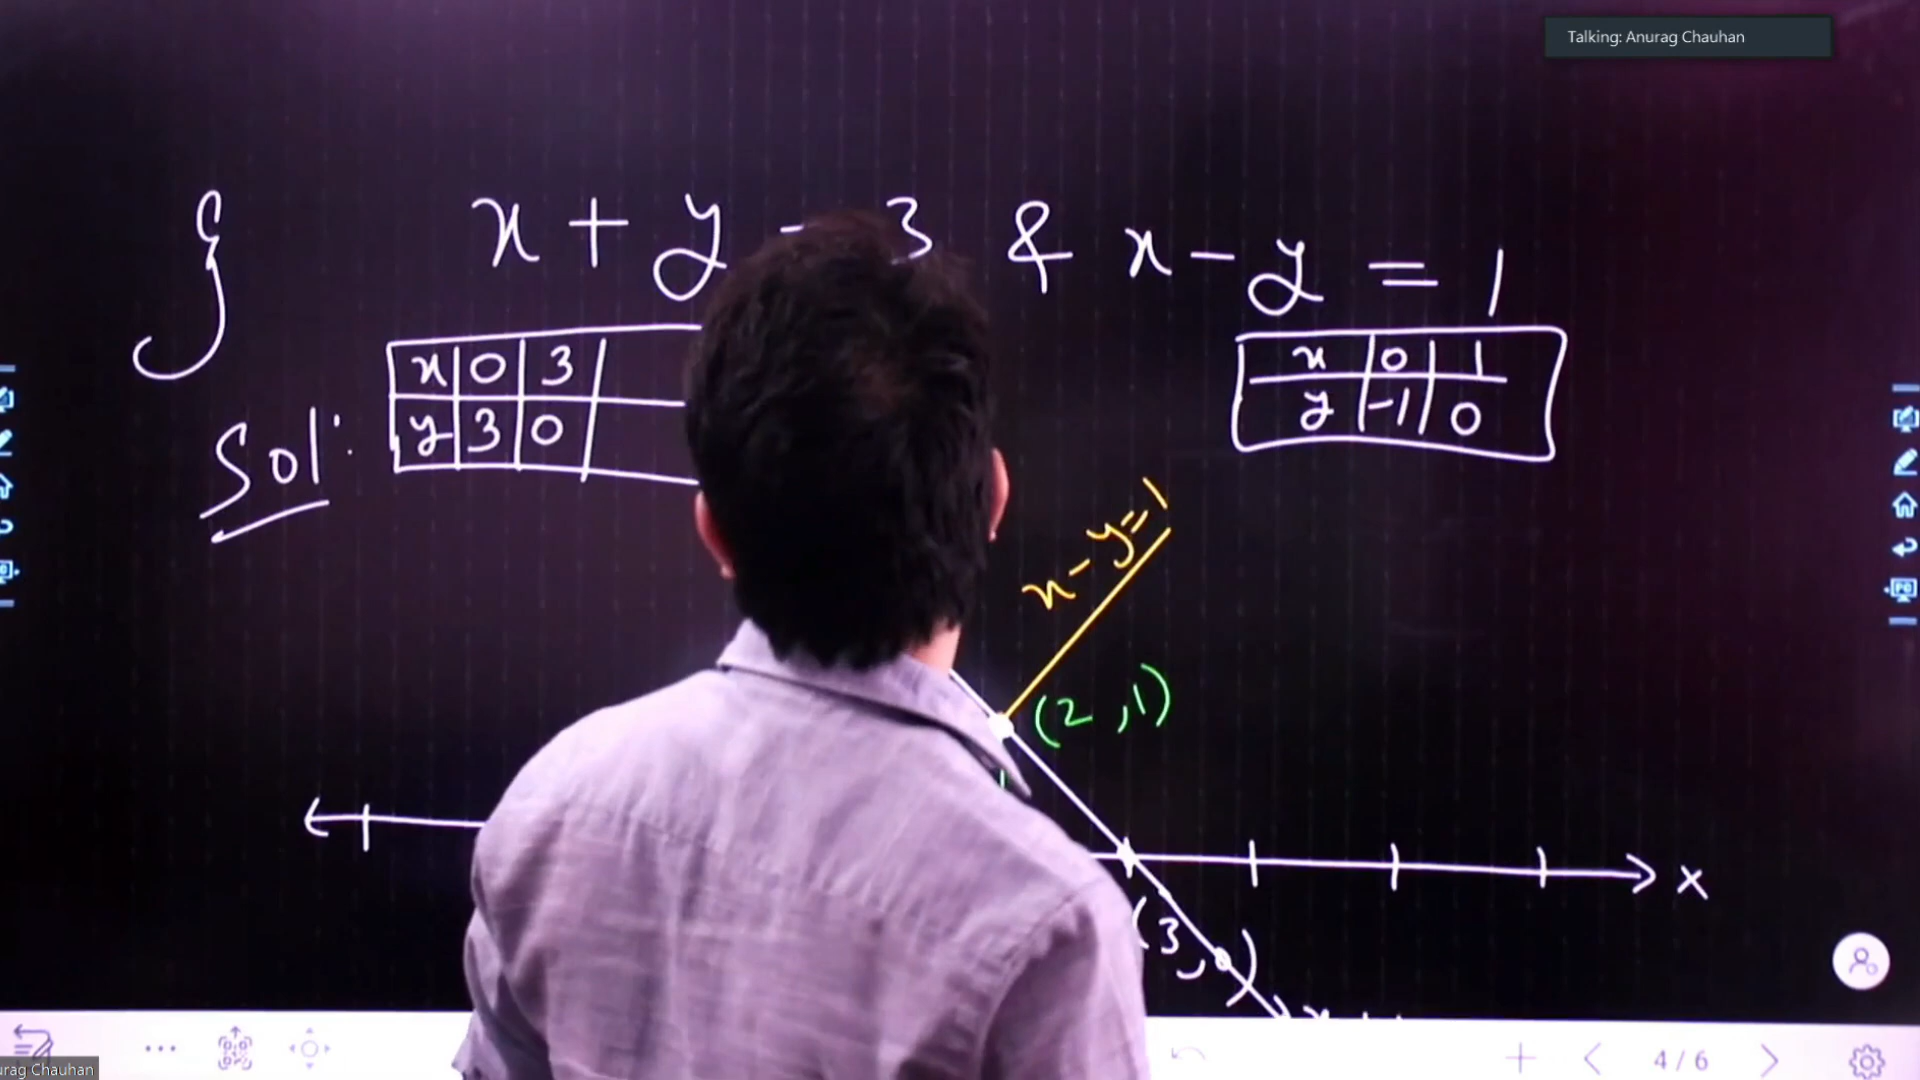 Talking: Anurag Chauhan
x + y = 3 & x - y = 1
Sol:
x 0 3
y 3 0
x 0 1
y -1 0
x-y=1
(2,1)
x
(3, )
4 / 6
urag Chauhan